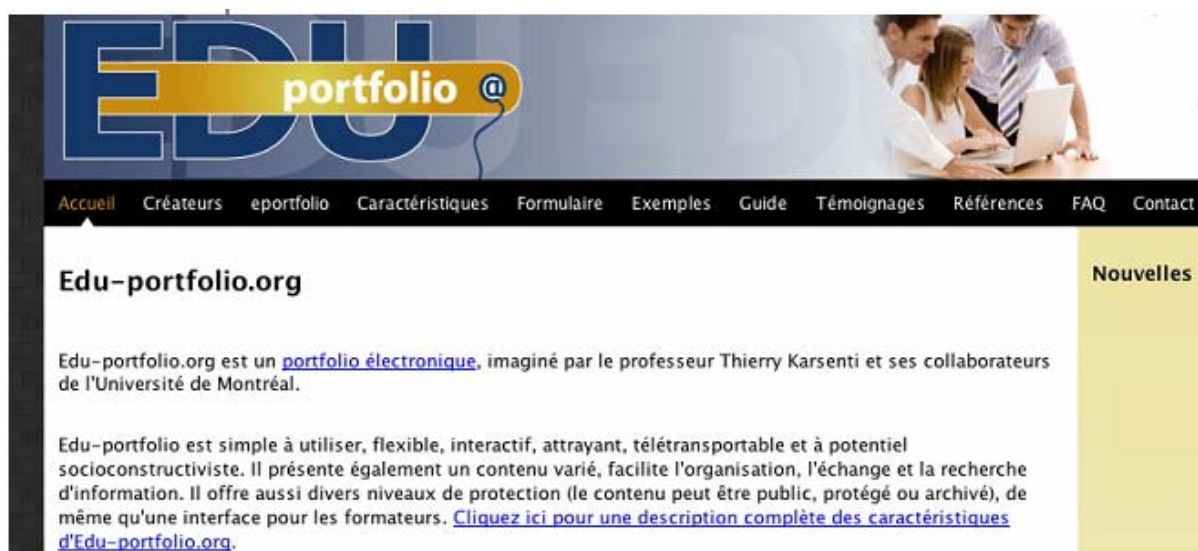 EDU
portfolio @
Accueil Créateurs eportfolio Caractéristiques Formulaire Exemples Guide Témoignages Références FAQ Contact
Edu-portfolio.org
Nouvelles
Edu-portfolio.org est un portfolio électronique, imaginé par le professeur Thierry Karsenti et ses collaborateurs
de l'Université de Montréal.
Edu-portfolio est simple à utiliser, flexible, interactif, attrayant, télétransportable et à potentiel
socioconstructiviste. Il présente également un contenu varié, facilite l'organisation, l'échange et la recherche
d'information. Il offre aussi divers niveaux de protection (le contenu peut être public, protégé ou archivé), de
même qu'une interface pour les formateurs. Cliquez ici pour une description complète des caractéristiques
d'Edu-portfolio.org.